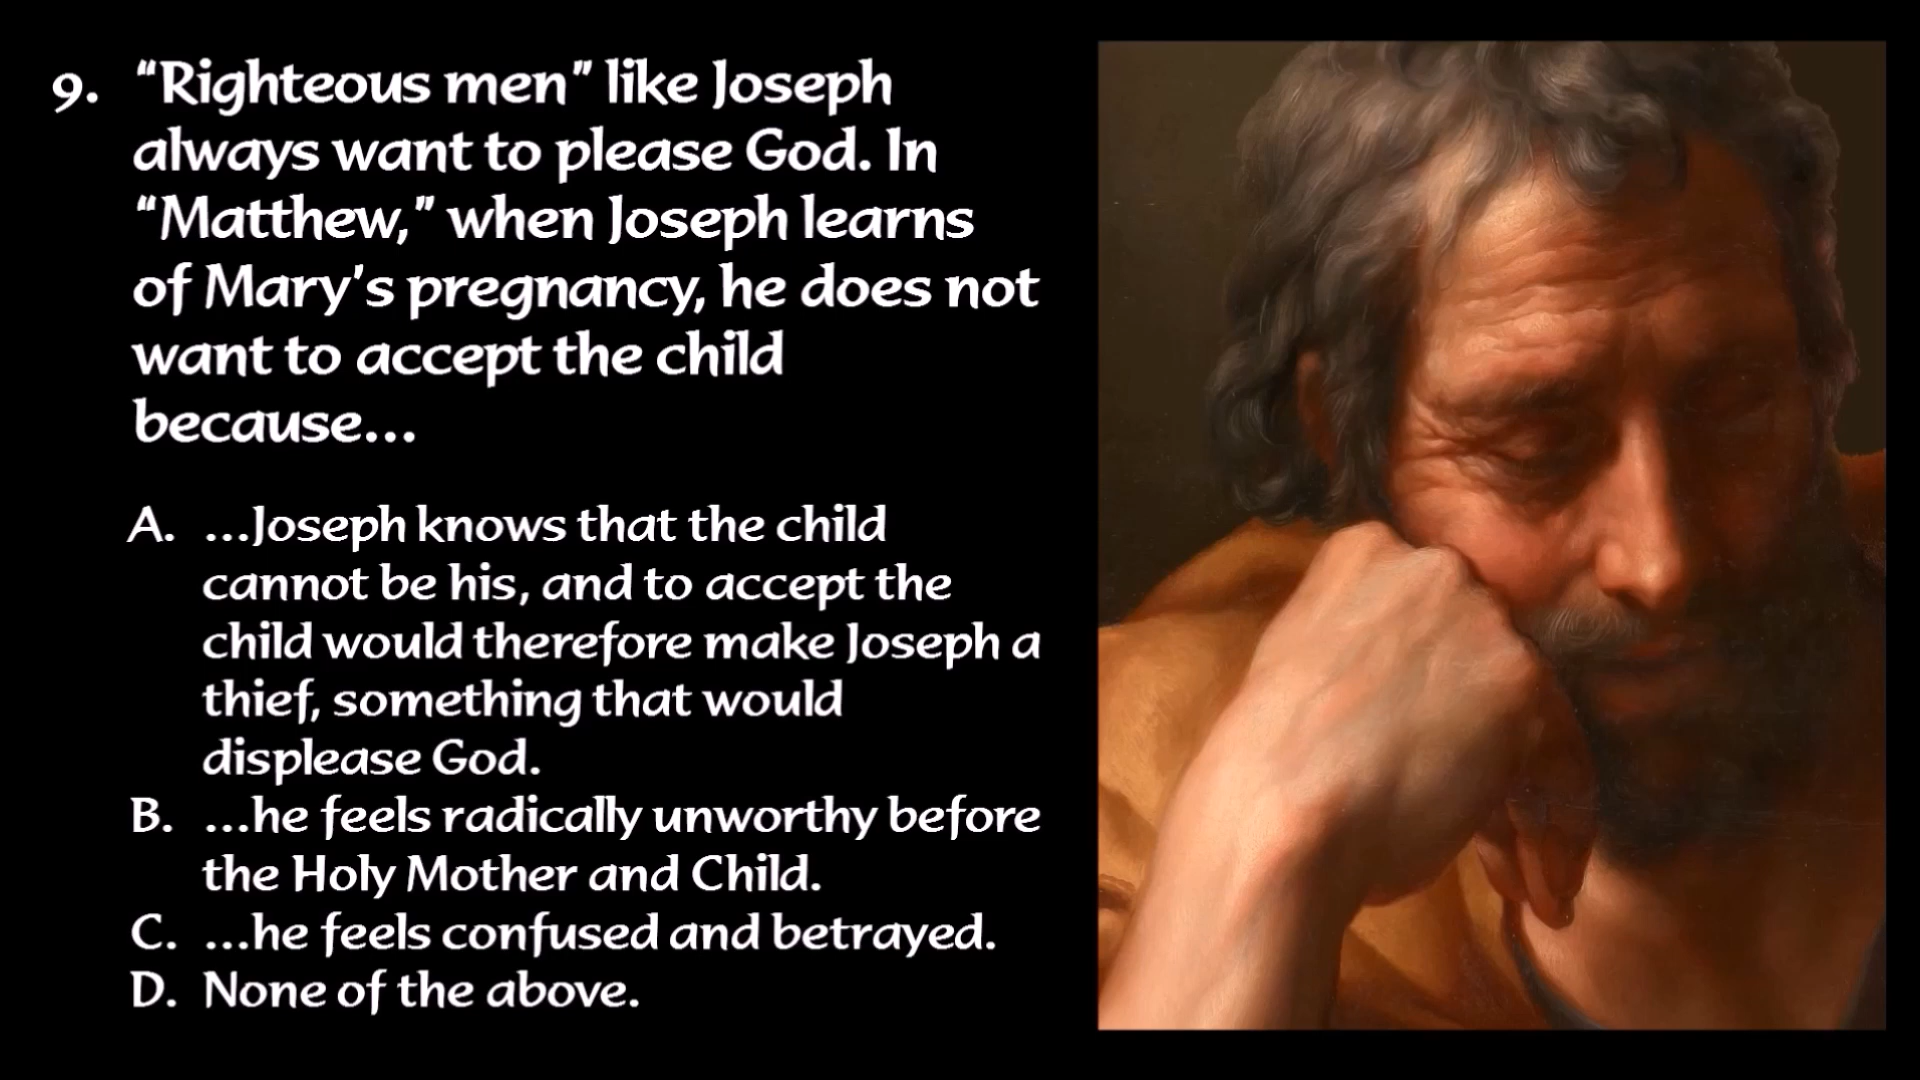 9. “Righteous men” like Joseph
always want to please God. In
“Matthew,” when Joseph learns
of Mary's pregnancy, he does not
want to accept the child
because...
A. ...Joseph knows that the child
cannot be his, and to accept the
child would therefore make Joseph a
thief, something that would
displease God.
B. ...he feels radically unworthy before
the Holy Mother and Child.
C. ...he feels confused and betrayed.
D. None of the above.